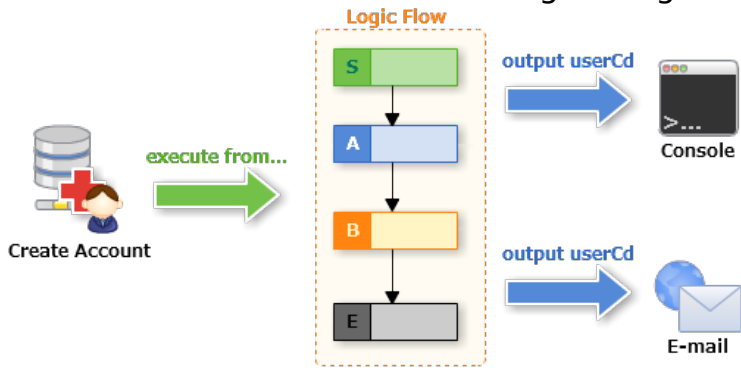 Logic Flow
S
output userCd
>_...
Console
A
execute from...
Create Account
B
output userCd
E
E-mail